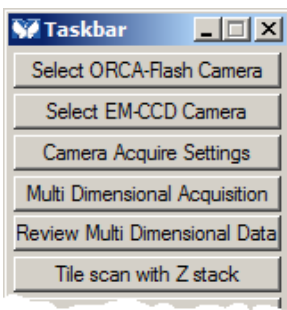 Taskbar
Select ORCA-Flash Camera
Select EM-CCD Camera
Camera Acquire Settings
Multi Dimensional Acquisition
Review Multi Dimensional Data
Tile scan with Z stack